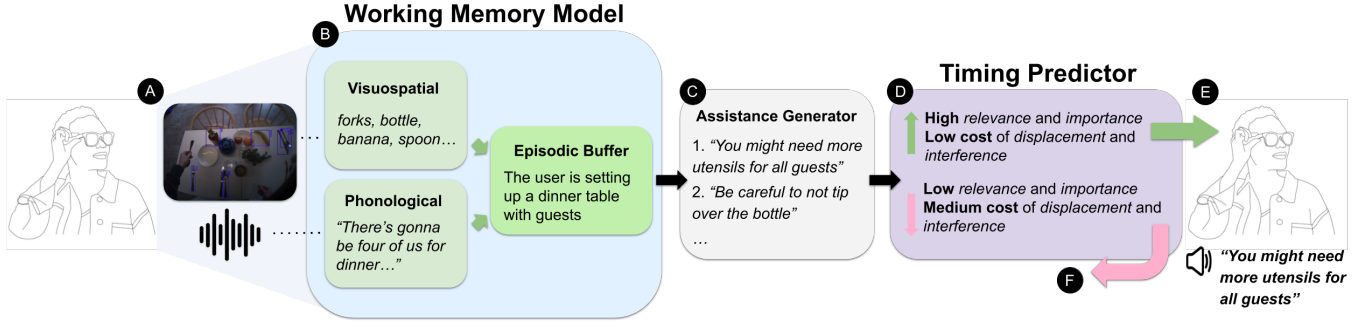 Working Memory Model
A
B
Visuospatial
forks, bottle,
banana, spoon…
Phonological
“There’s gonna
be four of us for
dinner…”
Episodic Buffer
The user is setting
up a dinner table
with guests
C
Assistance Generator
1. “You might need more
utensils for all guests”
2. “Be careful to not tip
over the bottle”
…
Timing Predictor
D
High relevance and importance
Low cost of displacement and
interference
Low relevance and importance
Medium cost of displacement and
interference
E
F
“You might need
more utensils for
all guests”